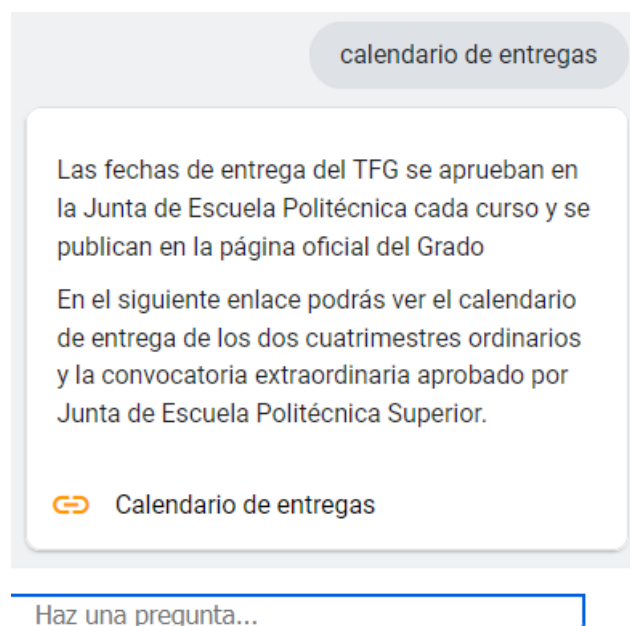 calendario de entregas
Las fechas de entrega del TFG se aprueban en
la Junta de Escuela Politécnica cada curso y se
publican en la página oficial del Grado
En el siguiente enlace podrás ver el calendario
de entrega de los dos cuatrimestres ordinarios
y la convocatoria extraordinaria aprobado por
Junta de Escuela Politécnica Superior.
Calendario de entregas
Haz una pregunta...